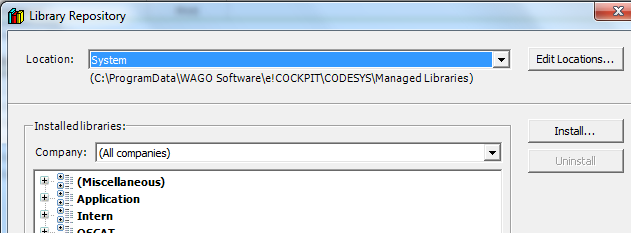 Library Repository
Location: System Edit Locations...
(C:\ProgramData\WAGO Software\e!COCKPIT\CODESYS\Managed Libraries)
Installed libraries:
Install...
Company: (All companies)
Uninstall
(Miscellaneous)
Application
Intern
OSCAT